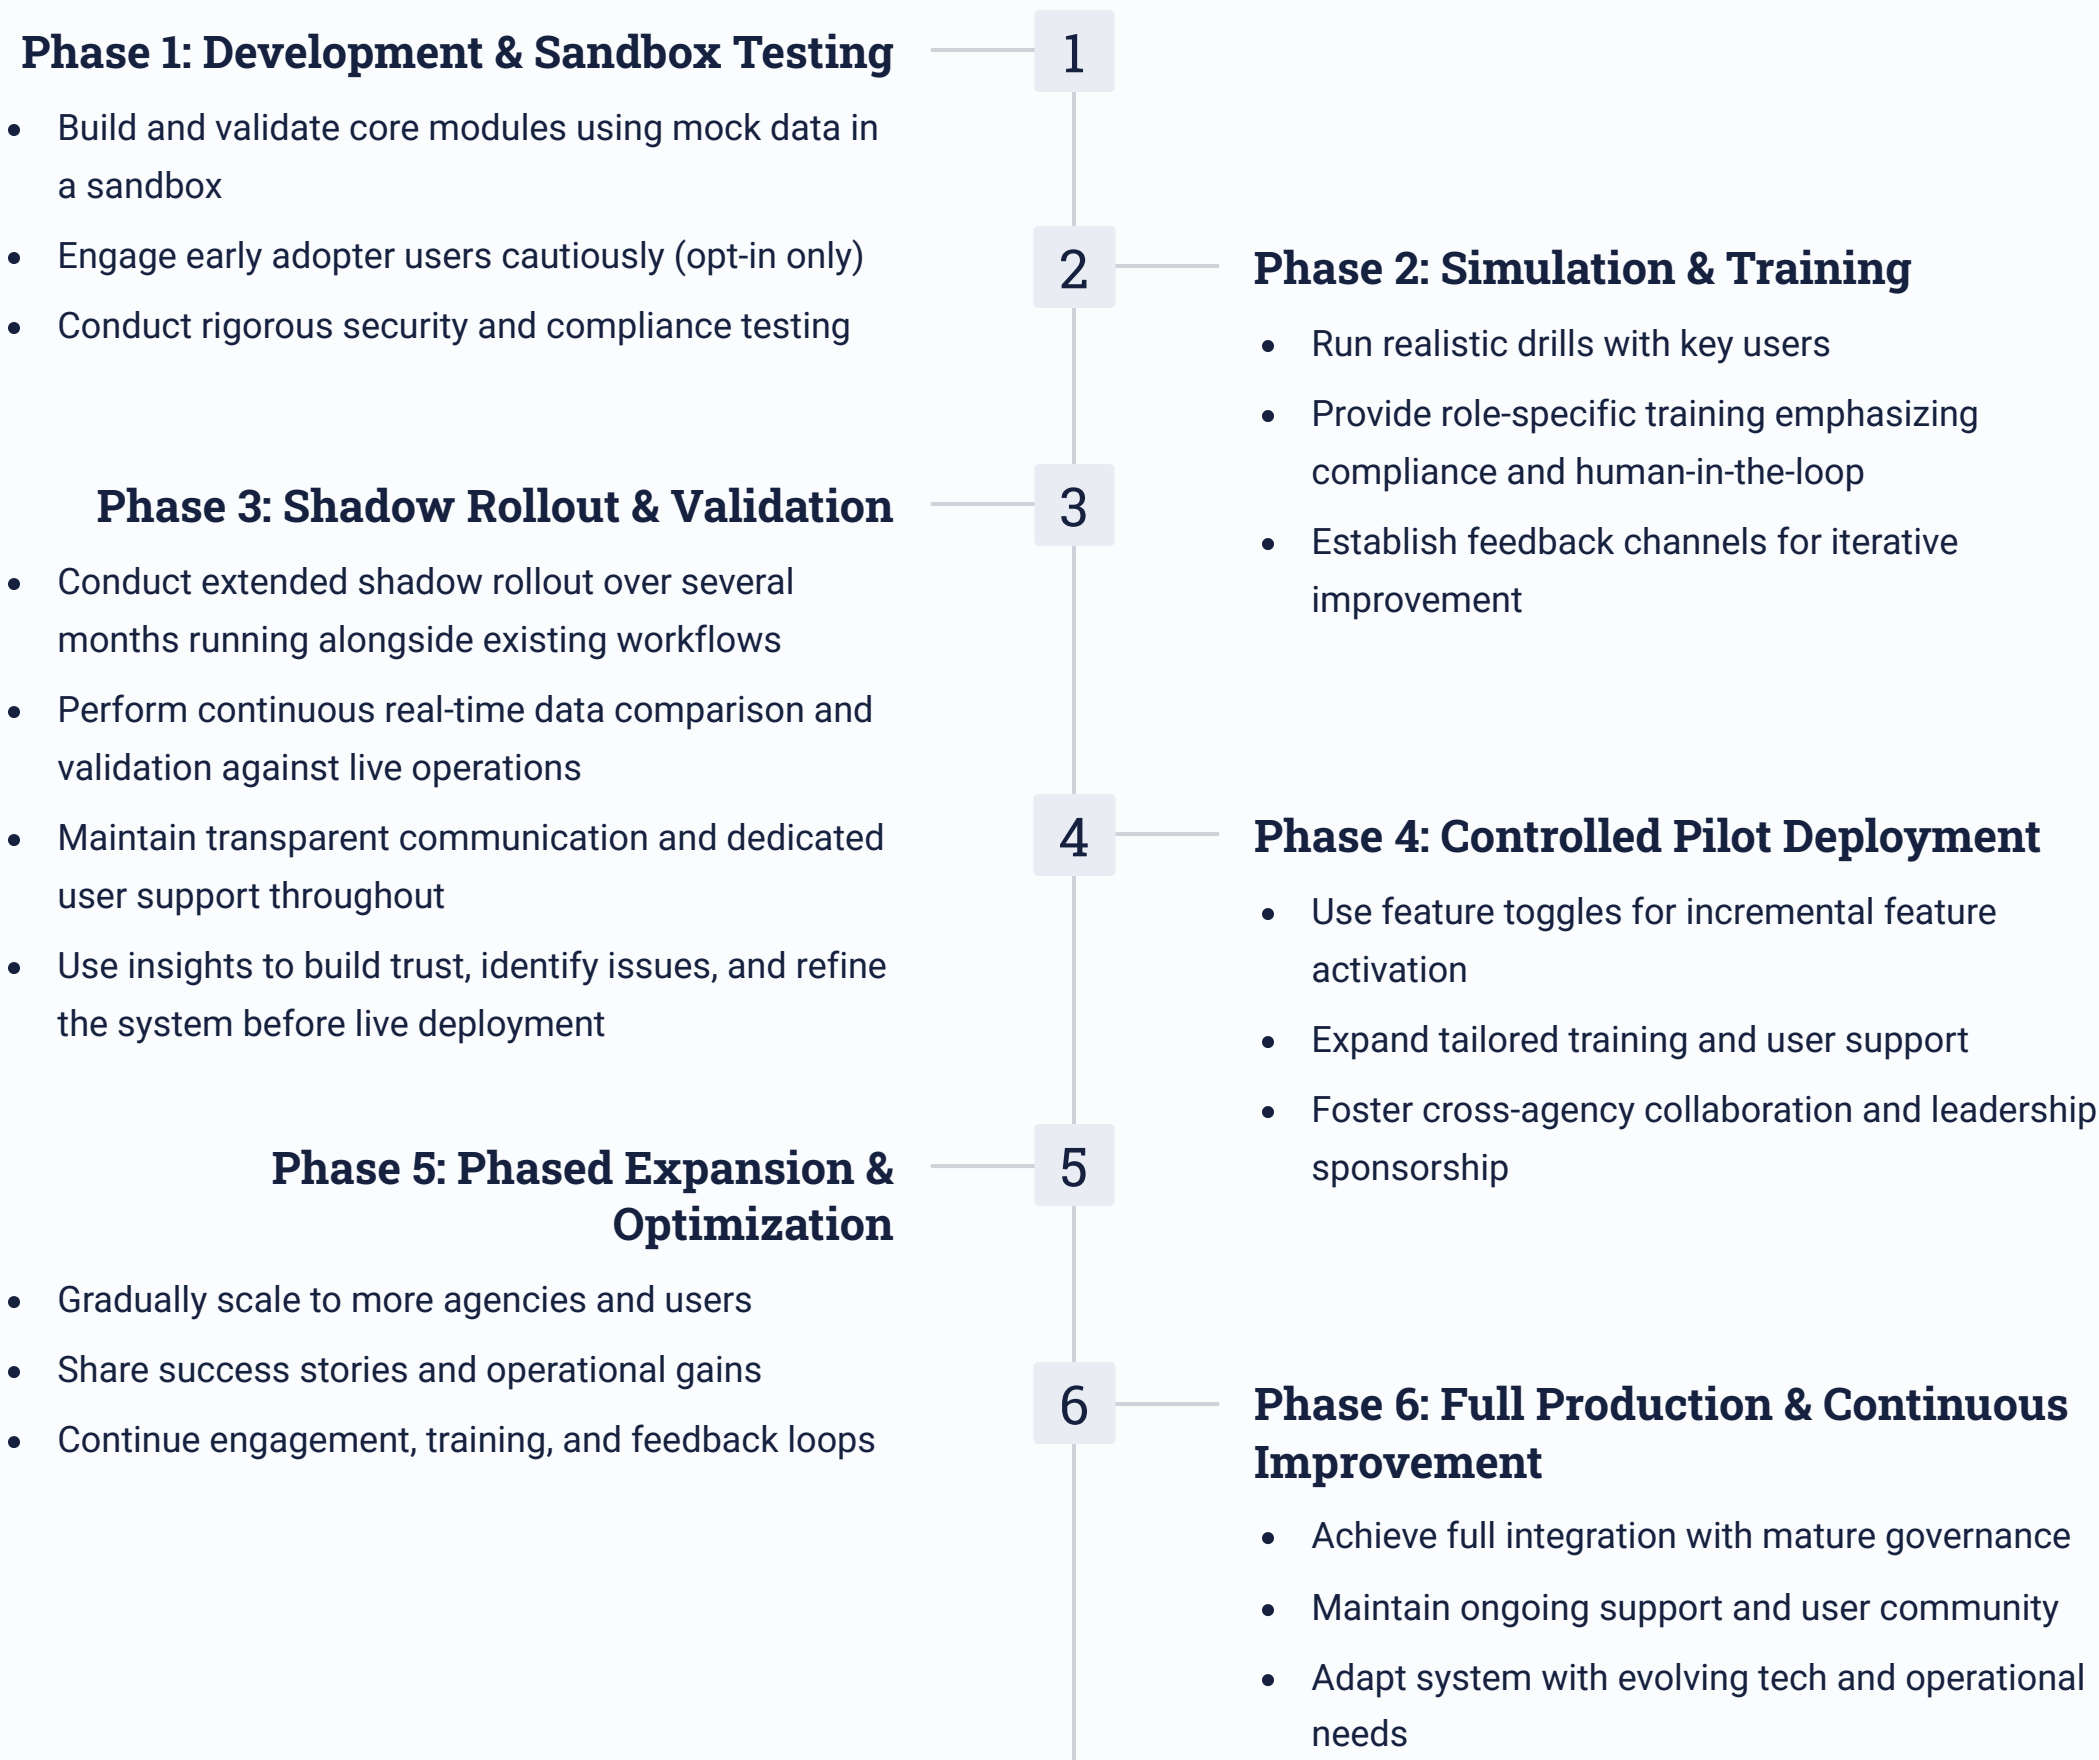 Phase 1: Development & Sandbox Testing
1
• Build and validate core modules using mock data in
a sandbox
• Engage early adopter users cautiously (opt-in only)
• Conduct rigorous security and compliance testing
2
Phase 2: Simulation & Training
• Run realistic drills with key users
• Provide role-specific training emphasizing
compliance and human-in-the-loop
• Establish feedback channels for iterative
improvement
Phase 3: Shadow Rollout & Validation
3
• Conduct extended shadow rollout over several
months running alongside existing workflows
• Perform continuous real-time data comparison and
validation against live operations
• Maintain transparent communication and dedicated
user support throughout
• Use insights to build trust, identify issues, and refine
the system before live deployment
4
Phase 4: Controlled Pilot Deployment
• Use feature toggles for incremental feature
activation
• Expand tailored training and user support
• Foster cross-agency collaboration and leadership
sponsorship
Phase 5: Phased Expansion &
Optimization
5
• Gradually scale to more agencies and users
• Share success stories and operational gains
• Continue engagement, training, and feedback loops
6
Phase 6: Full Production & Continuous
Improvement
• Achieve full integration with mature governance
• Maintain ongoing support and user community
• Adapt system with evolving tech and operational
needs